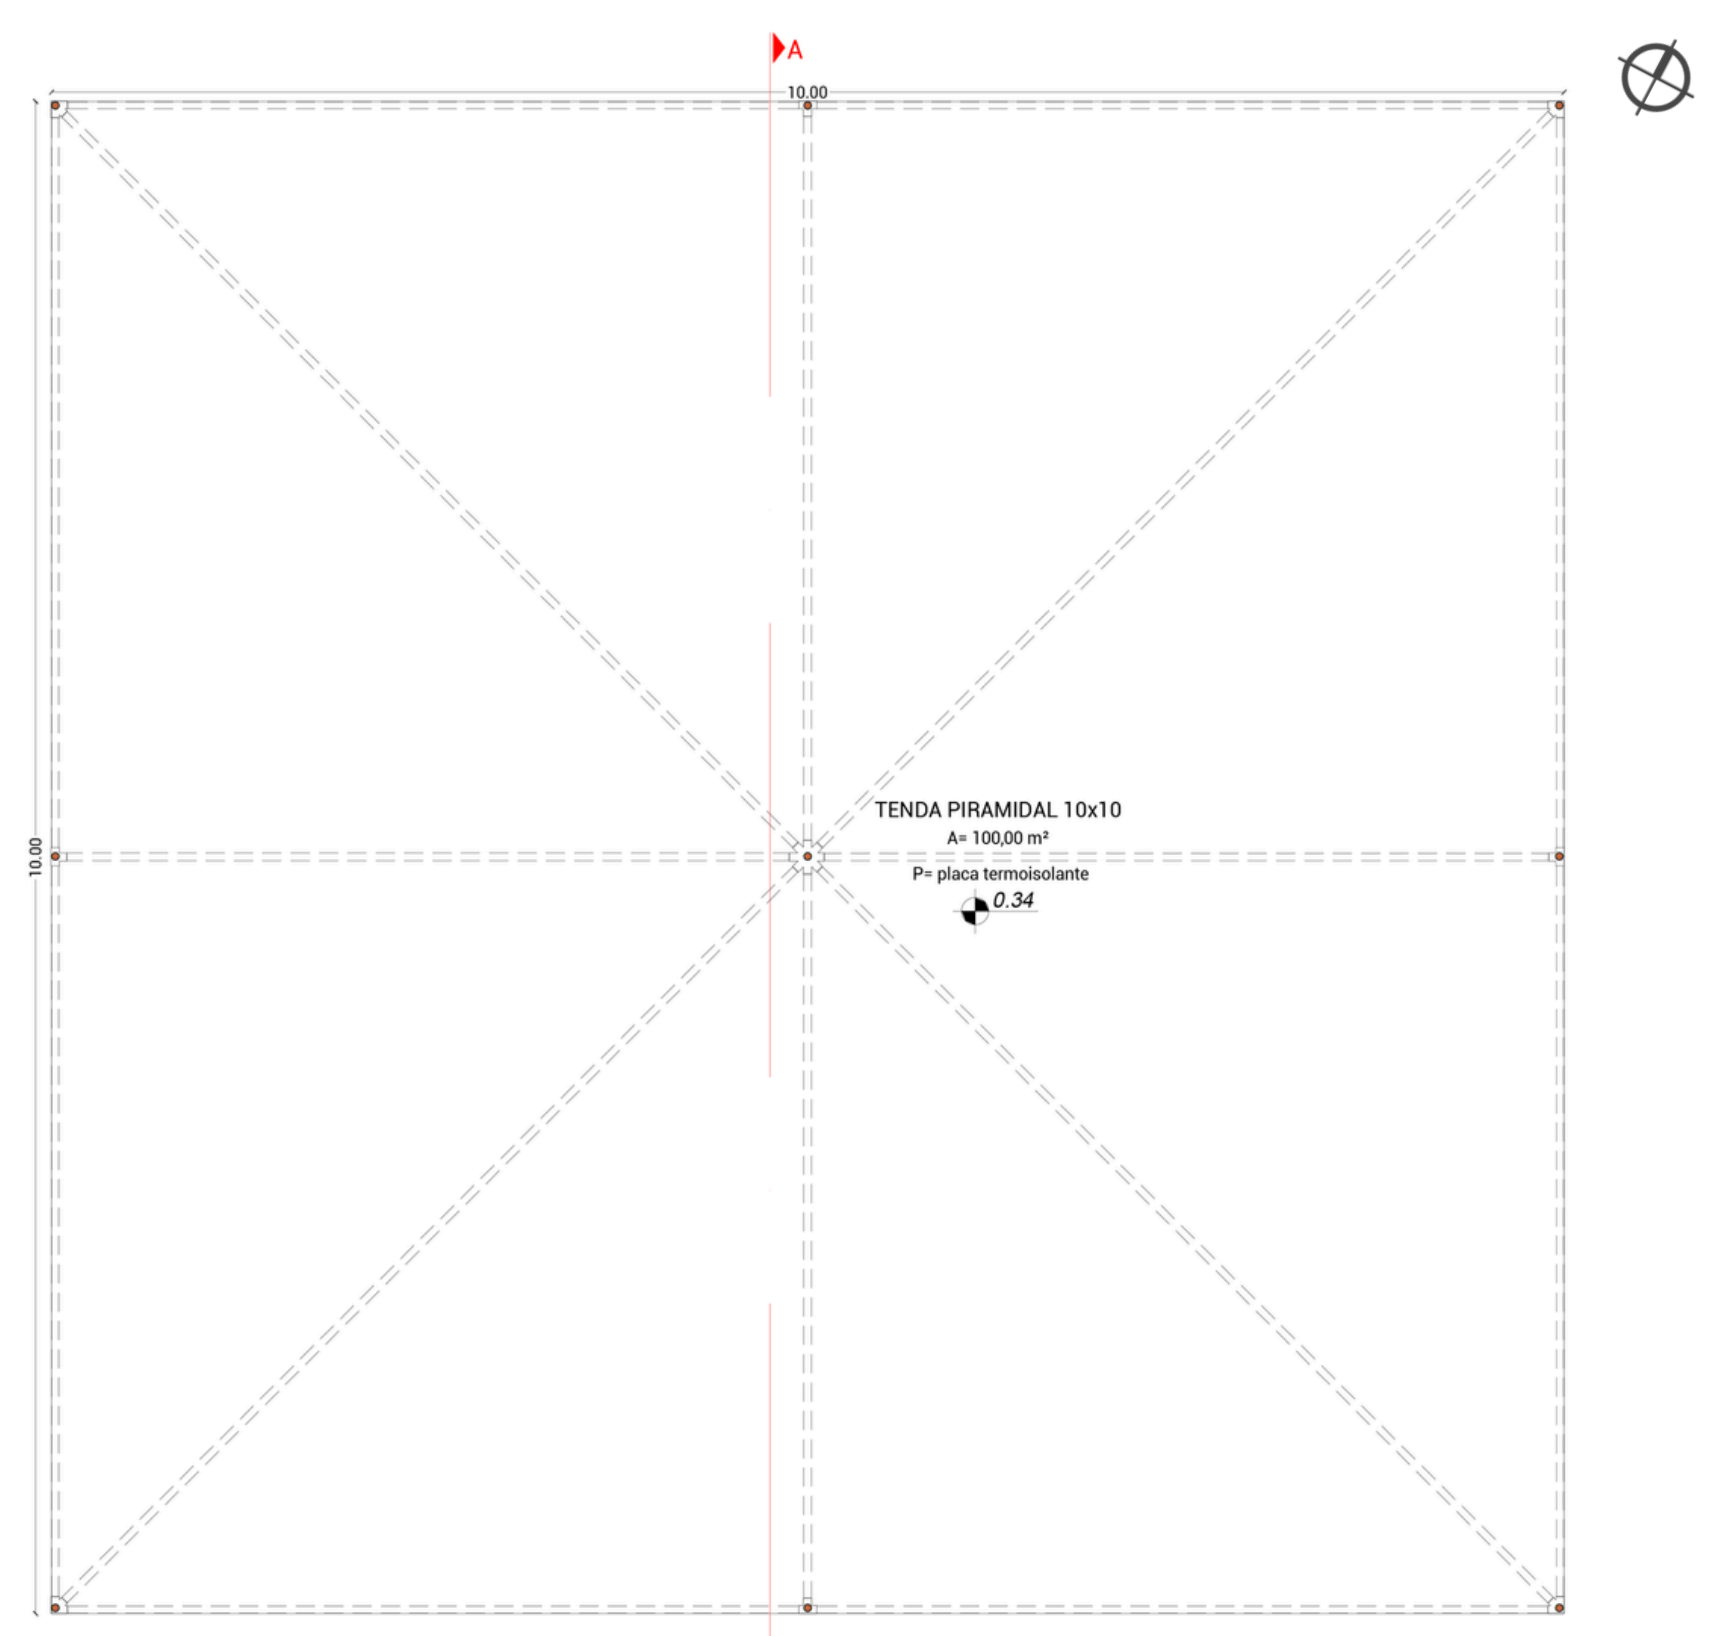 A
10.00
10.00
TENDA PIRAMIDAL 10x10
A= 100,00 m²
P= placa termoisolante
0.34